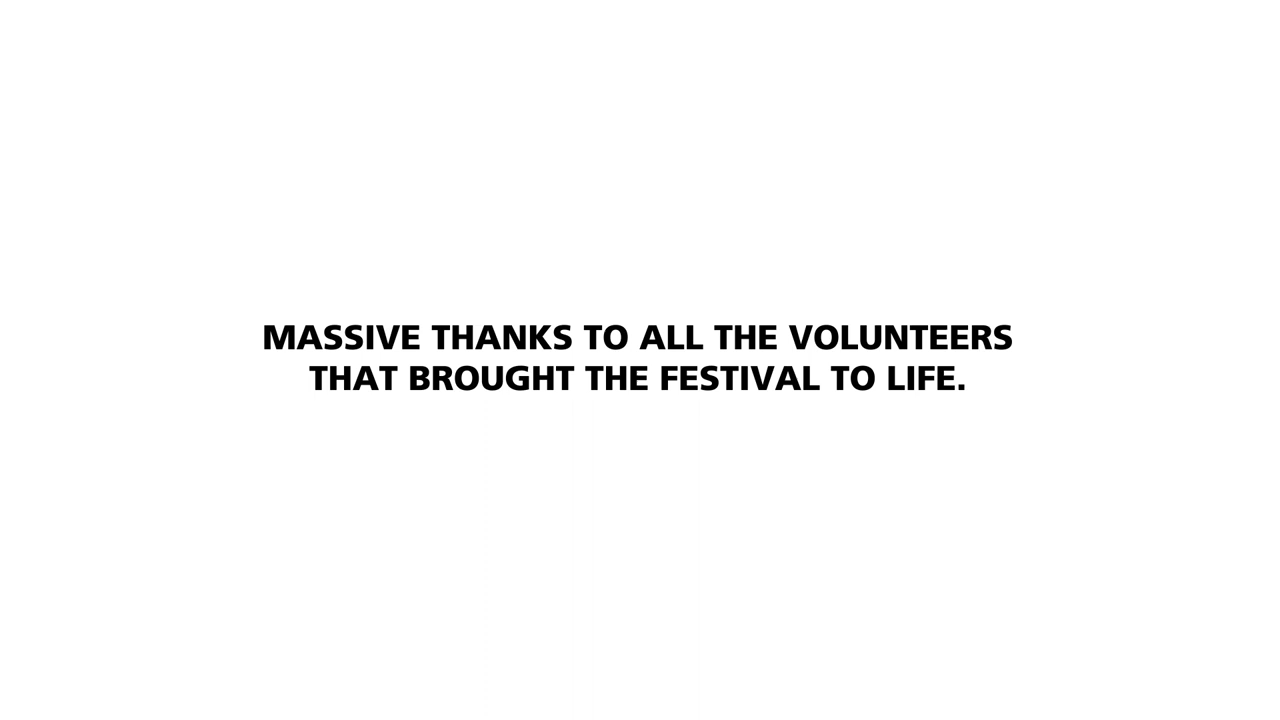 MASSIVE THANKS TO ALL THE VOLUNTEERS
THAT BROUGHT THE FESTIVAL TO LIFE.